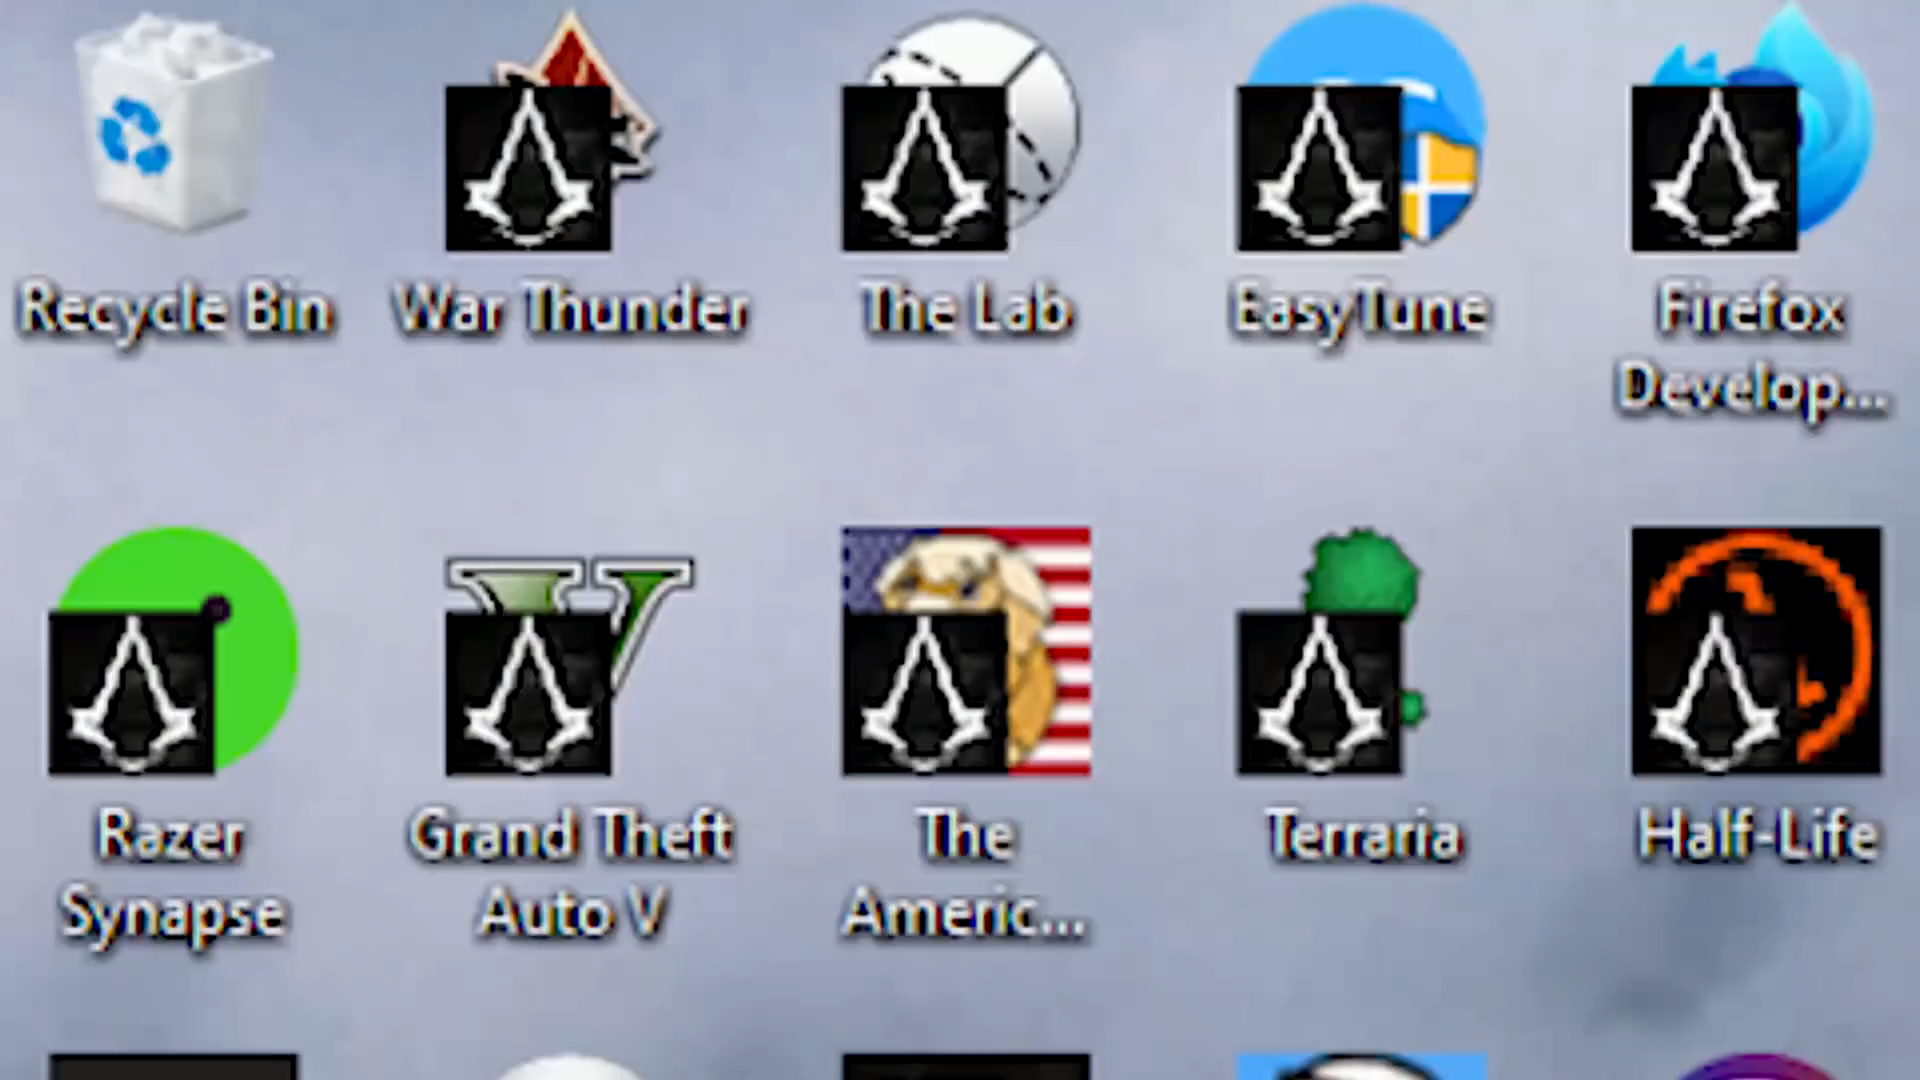 Recycle Bin
War Thunder
The Lab
EasyTune
Firefox
Develop...
Razer
Synapse
Grand Theft
Auto V
The
Americ...
Terraria
Half-Life